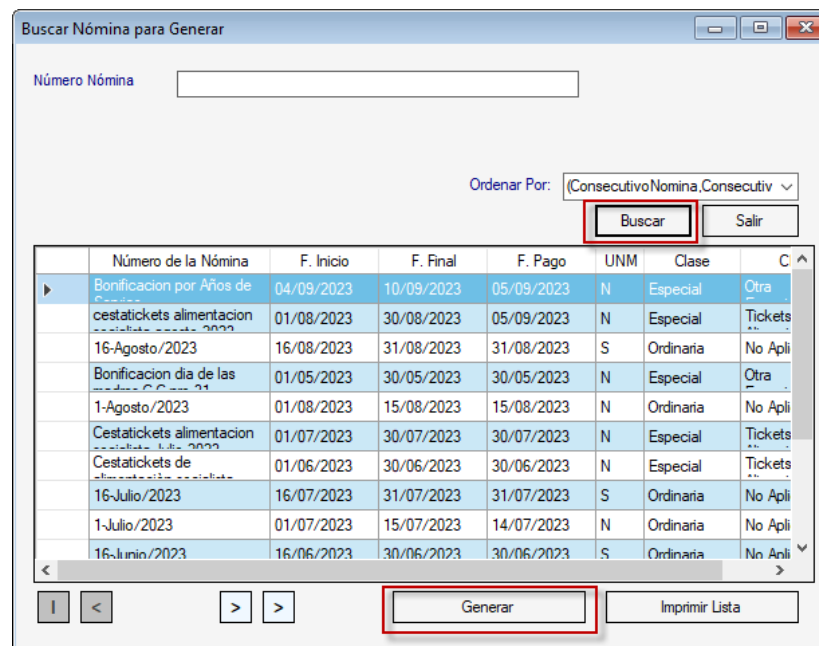 Buscar Nómina para Generar
Número Nómina
Ordenar Por: (ConsecutivoNomina,Consecutiv
Buscar Salir
Número de la Nómina F. Inicio F. Final F. Pago UNM Clase Cl
Bonificacion por Años de 04/09/2023 10/09/2023 05/09/2023 N Especial Otra
cestatickets alimentacion 01/08/2023 30/08/2023 05/09/2023 N Especial Tickets
16-Agosto/2023 16/08/2023 31/08/2023 31/08/2023 S Ordinaria No Apli
Bonificacion dia de las 01/05/2023 30/05/2023 30/05/2023 N Especial Otra
1-Agosto/2023 01/08/2023 15/08/2023 15/08/2023 N Ordinaria No Apli
Cestatickets alimentacion 01/07/2023 30/07/2023 30/07/2023 N Especial Tickets
Cestatickets de 01/06/2023 30/06/2023 30/06/2023 N Especial Tickets
16-Julio/2023 16/07/2023 31/07/2023 31/07/2023 S Ordinaria No Apli
1-Julio/2023 01/07/2023 15/07/2023 14/07/2023 N Ordinaria No Apli
16-Junio/2023 16/06/2023 30/06/2023 30/06/2023 S Ordinaria No Apli
I < > > Generar Imprimir Lista